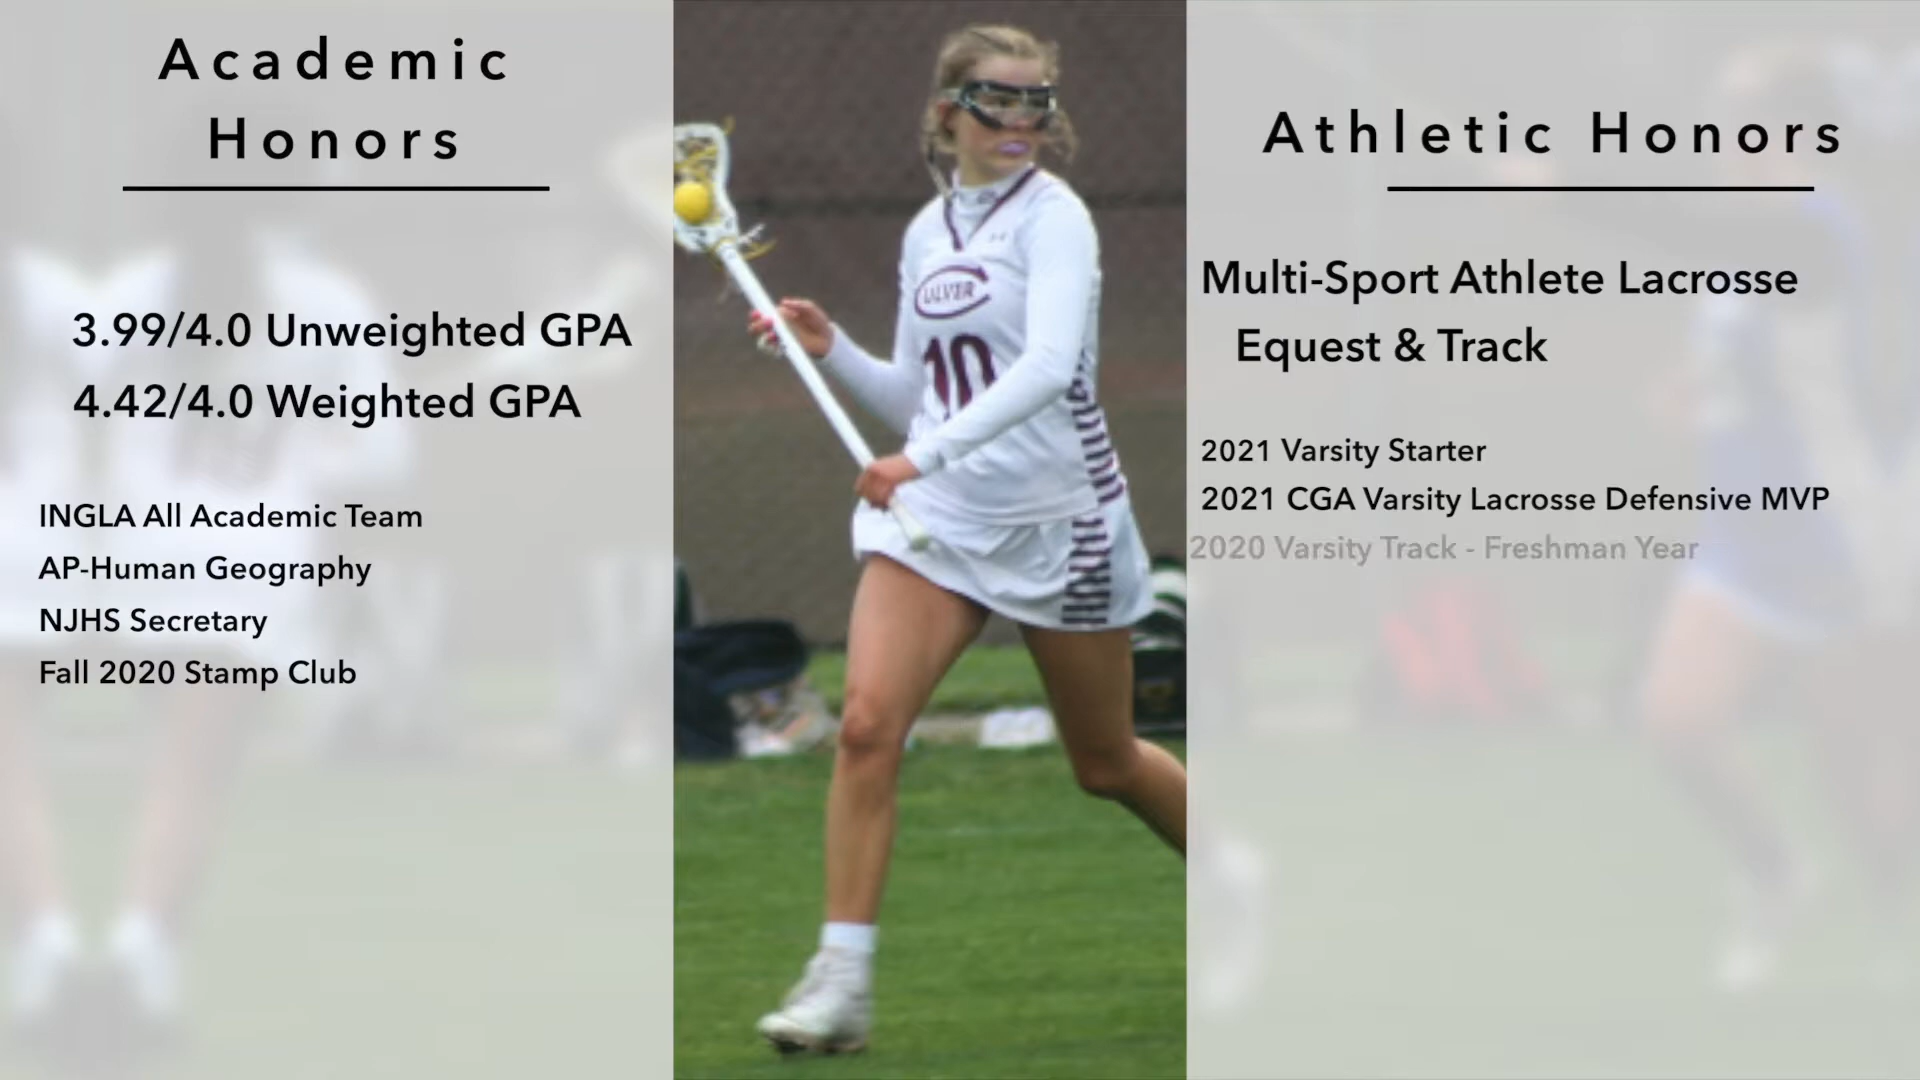 Academic
Honors
3.99/4.0 Unweighted GPA
4.42/4.0 Weighted GPA
INGLA All Academic Team
AP-Human Geography
NJHS Secretary
Fall 2020 Stamp Club
CULVER
10
Athletic Honors
Multi-Sport Athlete Lacrosse
Equest & Track
2021 Varsity Starter
2021 CGA Varsity Lacrosse Defensive MVP
2020 Varsity Track - Freshman Year